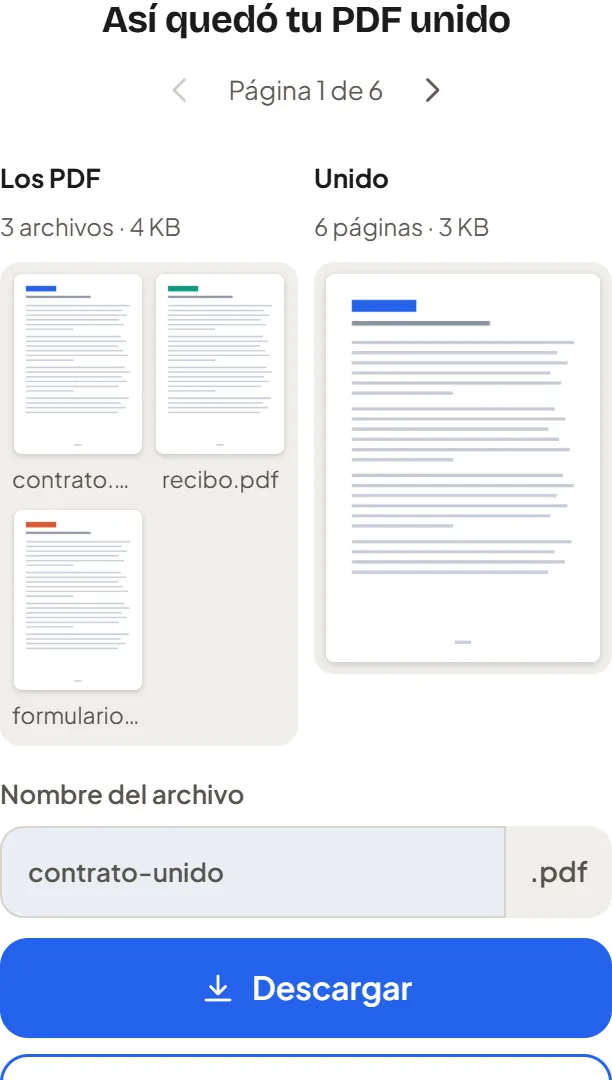 Así quedó tu PDF unido
Página 1 de 6
Los PDF
3 archivos · 4 KB
Unido
6 páginas · 3 KB
contrato....
recibo.pdf
formulario...
Nombre del archivo
contrato-unido
.pdf
Descargar